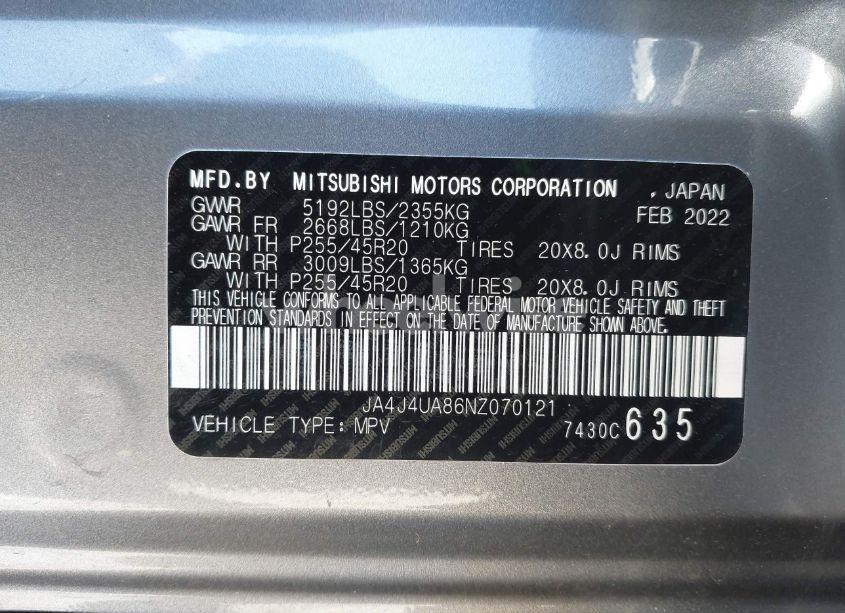 MFD.BY MITSUBISHI MOTORS CORPORATION , JAPAN
GVWR 5192LBS/2355KG FEB 2022
GAWR FR 2668LBS/1210KG
WITH P255/45R20 TIRES 20X8.0J RIMS
GAWR RR 3009LBS/1365KG
WITH P255/45R20 TIRES 20X8.0J RIMS
THIS VEHICLE CONFORMS TO ALL APPLICABLE FEDERAL MOTOR VEHICLE SAFETY AND THEFT
PREVENTION STANDARDS IN EFFECT ON THE DATE OF MANUFACTURE SHOWN ABOVE.
JA4J4UA86NZ070121
VEHICLE TYPE: MPV 7430C 635